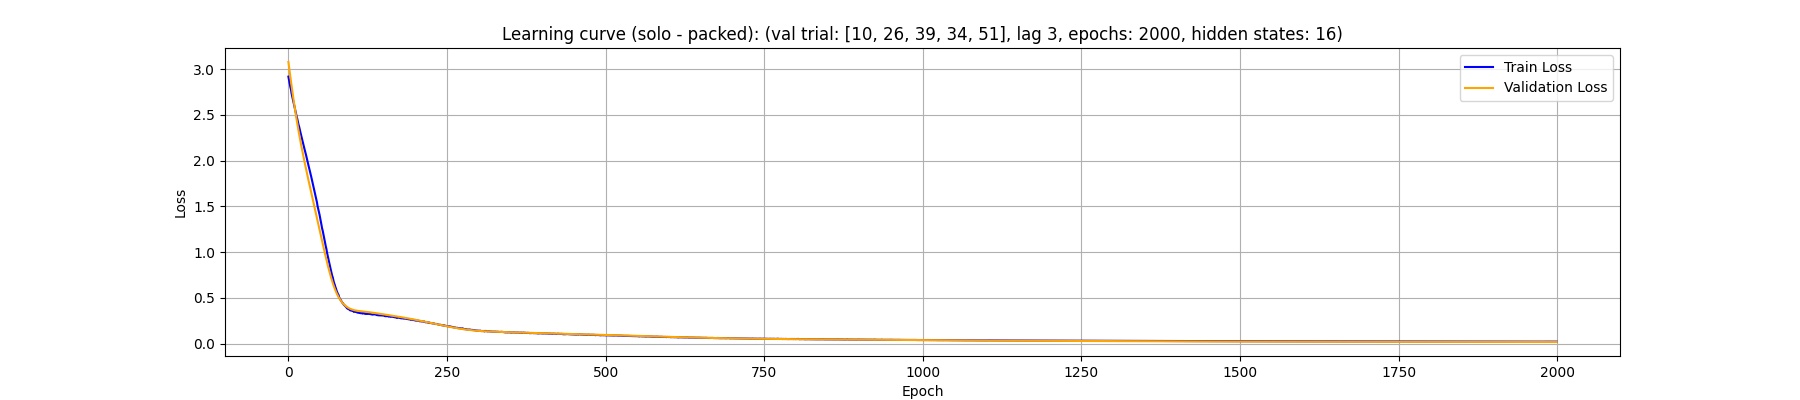 Learning curve (solo - packed): (val trial: [10, 26, 39, 34, 51], lag 3, epochs: 2000, hidden states: 16)
Train Loss
Validation Loss
3.0
2.5
2.0
1.5
1.0
0.5
0.0
Loss
0 250 500 750 1000 1250 1500 1750 2000
Epoch